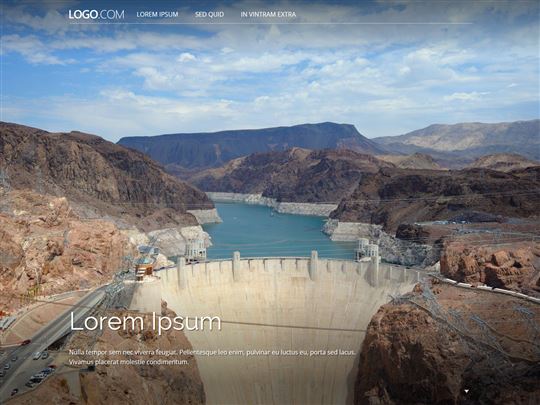 LOGO.COM
LOREM IPSUM
SED QUID
IN VINTRAM EXTRA
Lorem Ipsum
Nulla tempor sem nec viverra feugiat. Pellentesque leo enim, pulvinar eu luctus eu, porta sed lacus.
Vivamus placerat molestie condimentum.